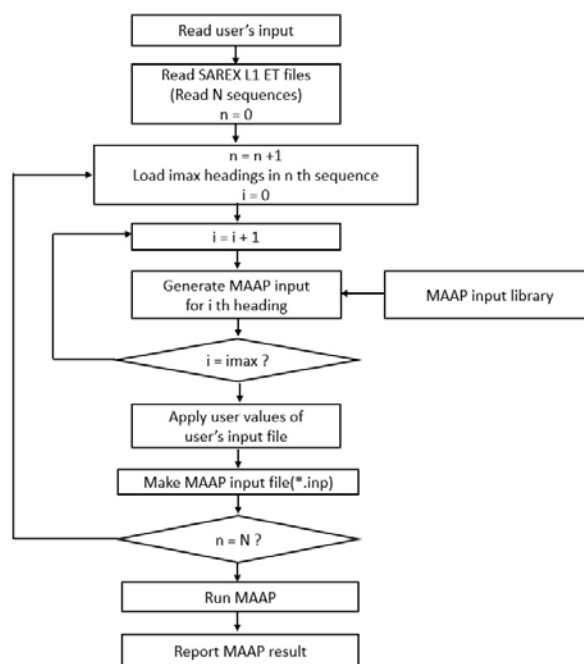 Read user's input
Read SAREX L1 ET files
(Read N sequences)
n = 0
n = n +1
Load imax headings in n th sequence
i = 0
i = i + 1
Generate MAAP input
for i th heading
MAAP input library
i = imax ?
Apply user values of
user's input file
Make MAAP input file(*.inp)
n = N ?
Run MAAP
Report MAAP result